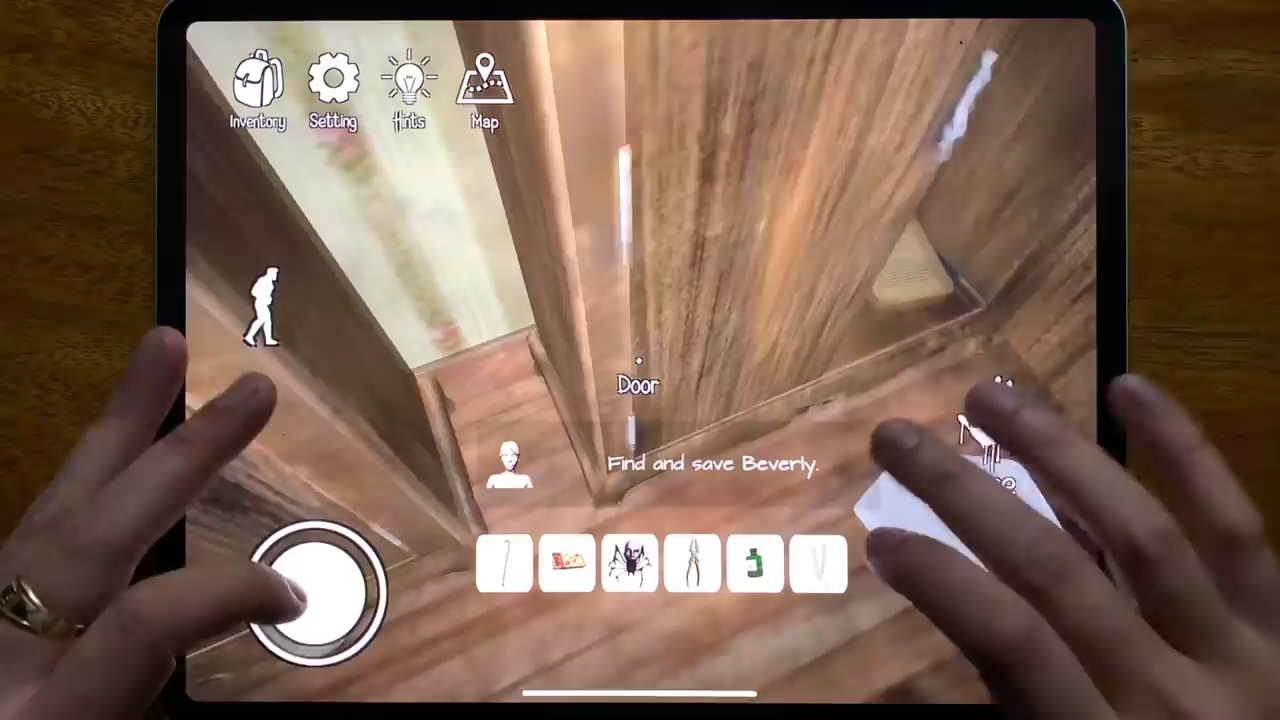 Inventory
Setting
Hints
Map
Door
Find and save Beverly.